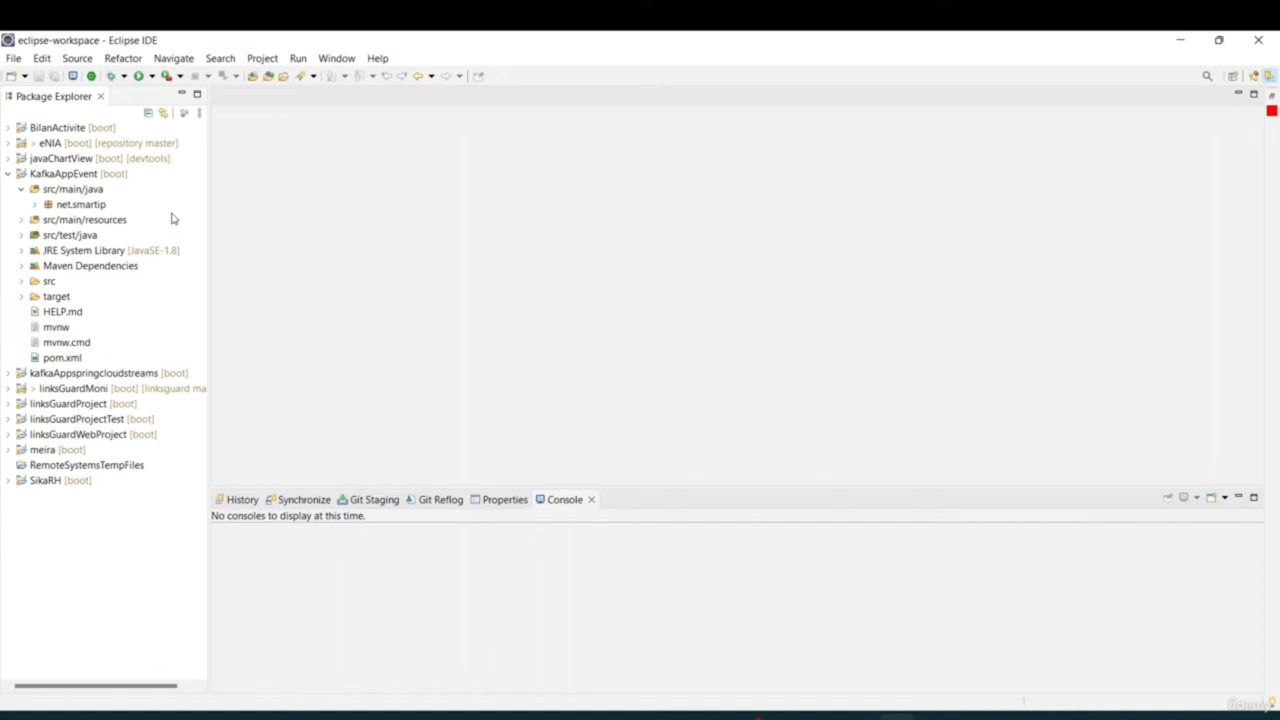 eclipse-workspace - Eclipse IDE
File Edit Source Refactor Navigate Search Project Run Window Help
Package Explorer
BilanActivite [boot]
> eNIA [boot] [repository master]
javaChartView [boot] [devtools]
KafkaAppEvent [boot]
src/main/java
net.smartip
src/main/resources
src/test/java
JRE System Library [JavaSE-1.8]
Maven Dependencies
src
target
HELP.md
mvnw
mvnw.cmd
pom.xml
kafkaAppspringcloudstreams [boot]
> linksGuardMoni [boot] [linksguard ma
linksGuardProject [boot]
linksGuardProjectTest [boot]
linksGuardWebProject [boot]
meira [boot]
RemoteSystemsTempFiles
SikaRH [boot]
History Synchronize Git Staging Git Reflog Properties Console
No consoles to display at this time.
ûdemy